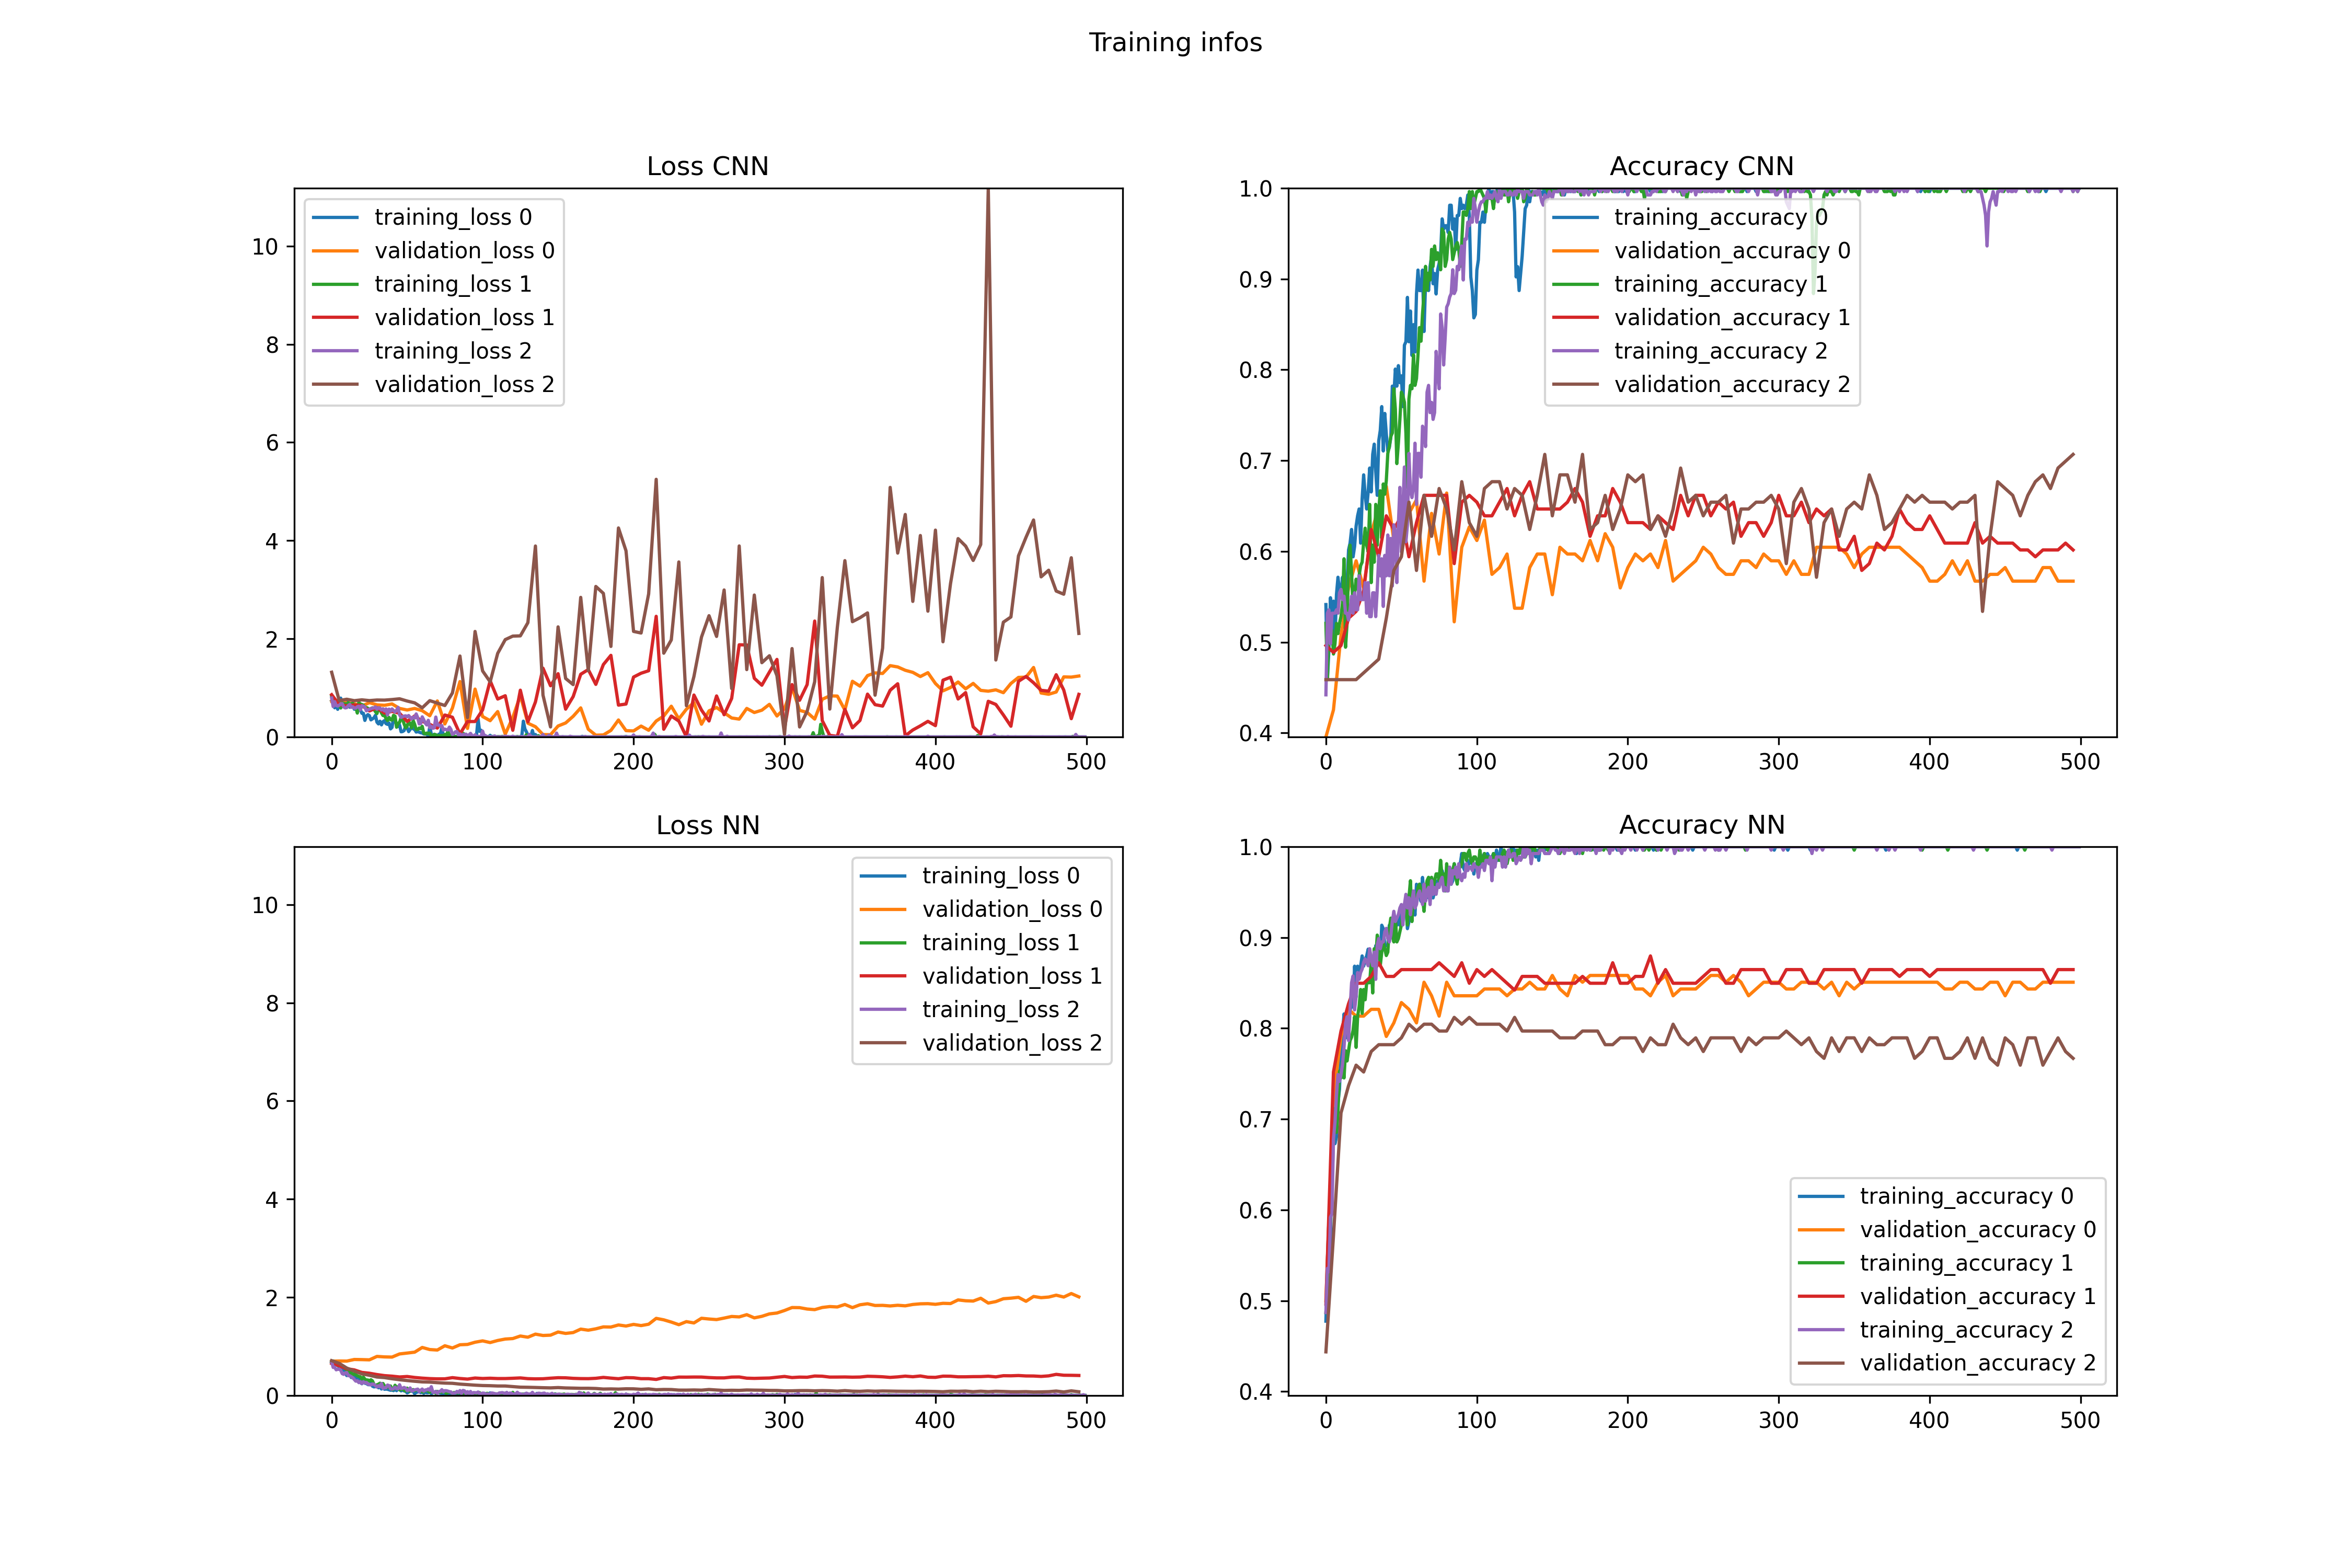 Training infos
Loss CNN
training_loss 0
validation_loss 0
training_loss 1
validation_loss 1
training_loss 2
validation_loss 2
10
8
6
4
2
0
0 100 200 300 400 500
Accuracy CNN
training_accuracy 0
validation_accuracy 0
training_accuracy 1
validation_accuracy 1
training_accuracy 2
validation_accuracy 2
1.0
0.9
0.8
0.7
0.6
0.5
0.4
0 100 200 300 400 500
Loss NN
training_loss 0
validation_loss 0
training_loss 1
validation_loss 1
training_loss 2
validation_loss 2
10
8
6
4
2
0
0 100 200 300 400 500
Accuracy NN
1.0
0.9
0.8
0.7
0.6
0.5
0.4
training_accuracy 0
validation_accuracy 0
training_accuracy 1
validation_accuracy 1
training_accuracy 2
validation_accuracy 2
0 100 200 300 400 500